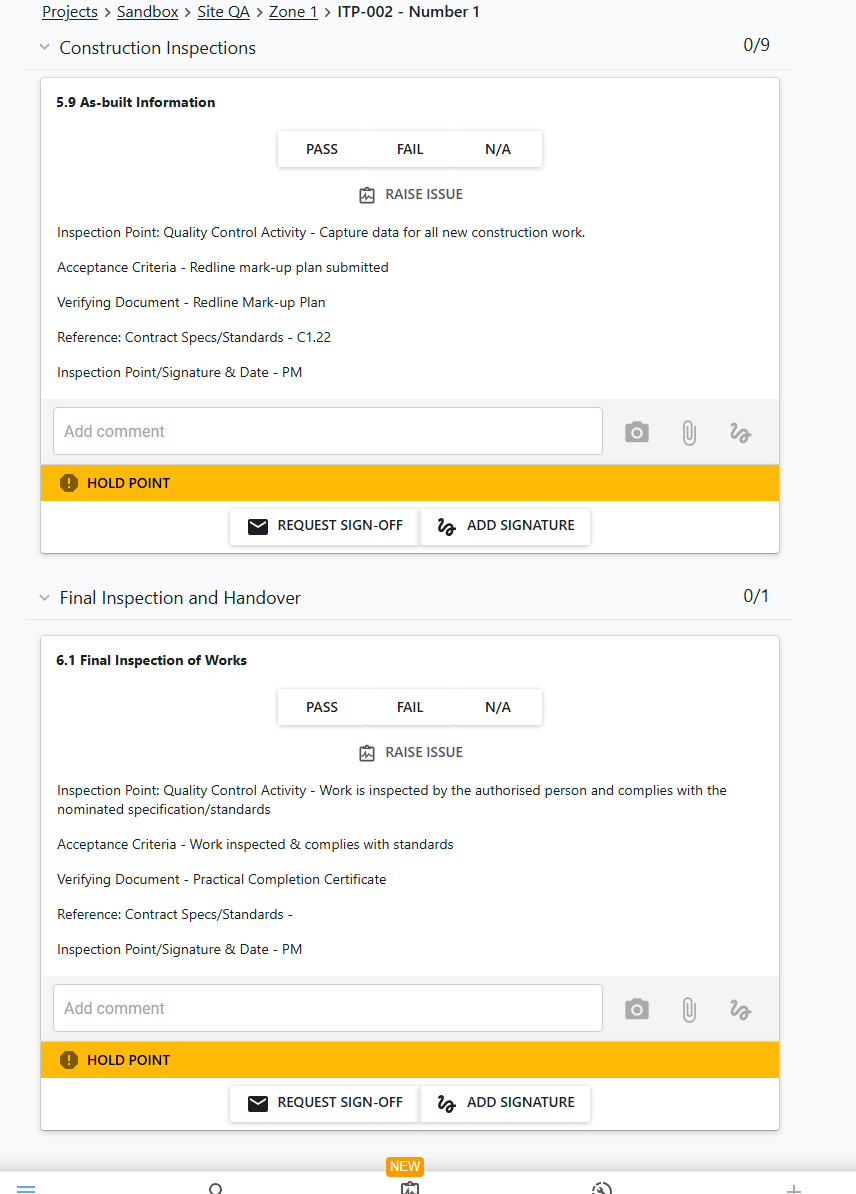 Projects > Sandbox > Site QA > Zone 1 > ITP-002 - Number 1
Construction Inspections 0/9
5.9 As-built Information
PASS FAIL N/A
RAISE ISSUE
Inspection Point: Quality Control Activity - Capture data for all new construction work.
Acceptance Criteria - Redline mark-up plan submitted
Verifying Document - Redline Mark-up Plan
Reference: Contract Specs/Standards - C1.22
Inspection Point/Signature & Date - PM
Add comment
HOLD POINT
REQUEST SIGN-OFF ADD SIGNATURE
Final Inspection and Handover 0/1
6.1 Final Inspection of Works
PASS FAIL N/A
RAISE ISSUE
Inspection Point: Quality Control Activity - Work is inspected by the authorised person and complies with the
nominated specification/standards
Acceptance Criteria - Work inspected & complies with standards
Verifying Document - Practical Completion Certificate
Reference: Contract Specs/Standards -
Inspection Point/Signature & Date - PM
Add comment
HOLD POINT
REQUEST SIGN-OFF ADD SIGNATURE
NEW